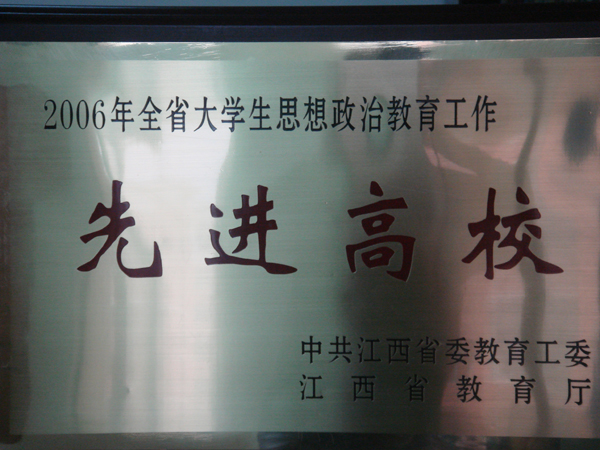 2006年全省大学生思想政治教育工作
先进高校
中共江西省委教育工委
江西省教育厅